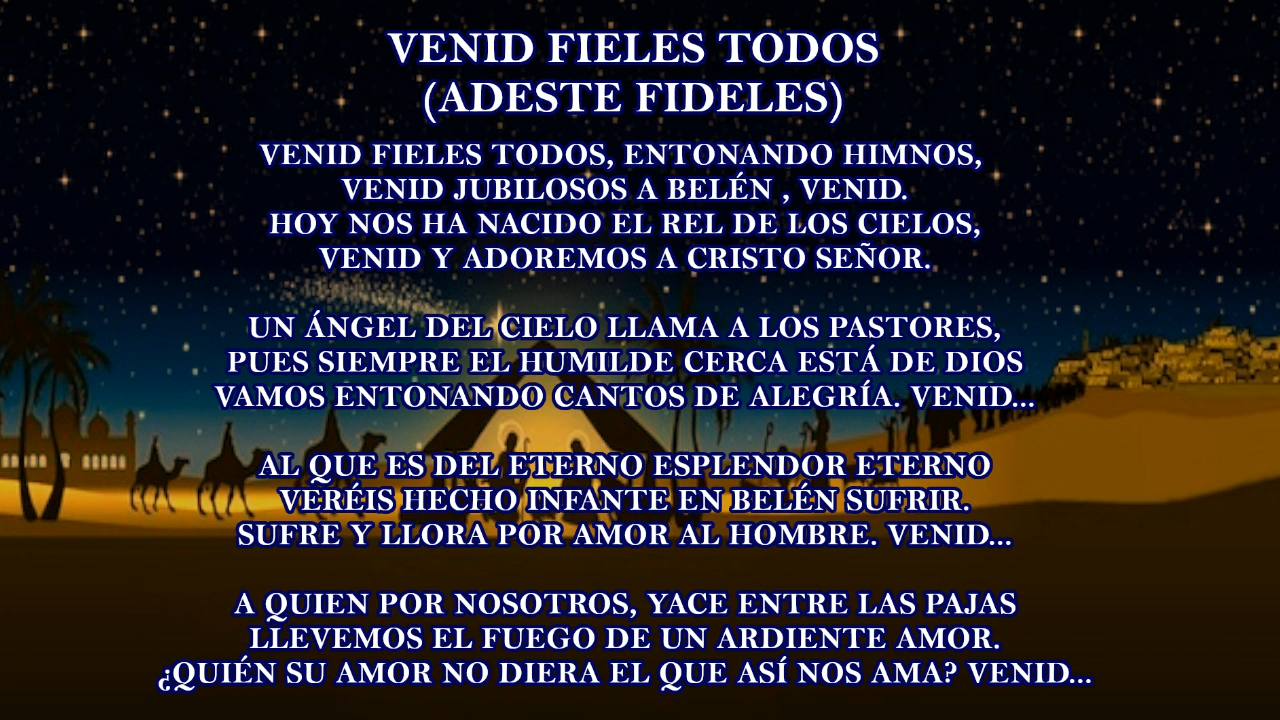 VENID FIELES TODOS
(ADESTE FIDELES)
VENID FIELES TODOS, ENTONANDO HIMNOS,
VENID JUBILOSOS A BELÉN , VENID.
HOY NOS HA NACIDO EL REL DE LOS CIELOS,
VENID Y ADOREMOS A CRISTO SEÑOR.
UN ÁNGEL DEL CIELO LLAMA A LOS PASTORES,
PUES SIEMPRE EL HUMILDE CERCA ESTÁ DE DIOS
VAMOS ENTONANDO CANTOS DE ALEGRÍA. VENID...
AL QUE ES DEL ETERNO ESPLENDOR ETERNO
VERÉIS HECHO INFANTE EN BELÉN SUFRIR.
SUFRE Y LLORA POR AMOR AL HOMBRE. VENID...
A QUIEN POR NOSOTROS, YACE ENTRE LAS PAJAS
LLEVEMOS EL FUEGO DE UN ARDIENTE AMOR.
¿QUIÉN SU AMOR NO DIERA EL QUE ASÍ NOS AMA? VENID...